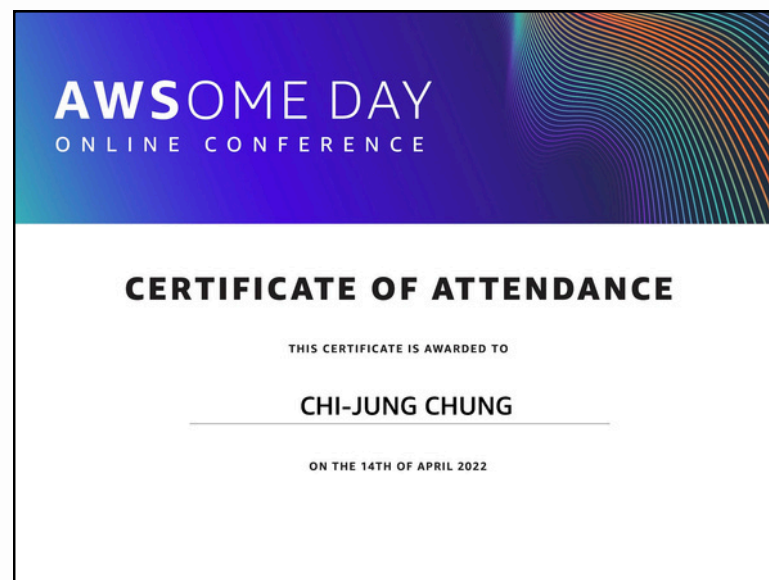 AWSOME DAY
ONLINE CONFERENCE
CERTIFICATE OF ATTENDANCE
THIS CERTIFICATE IS AWARDED TO
CHI-JUNG CHUNG
ON THE 14TH OF APRIL 2022